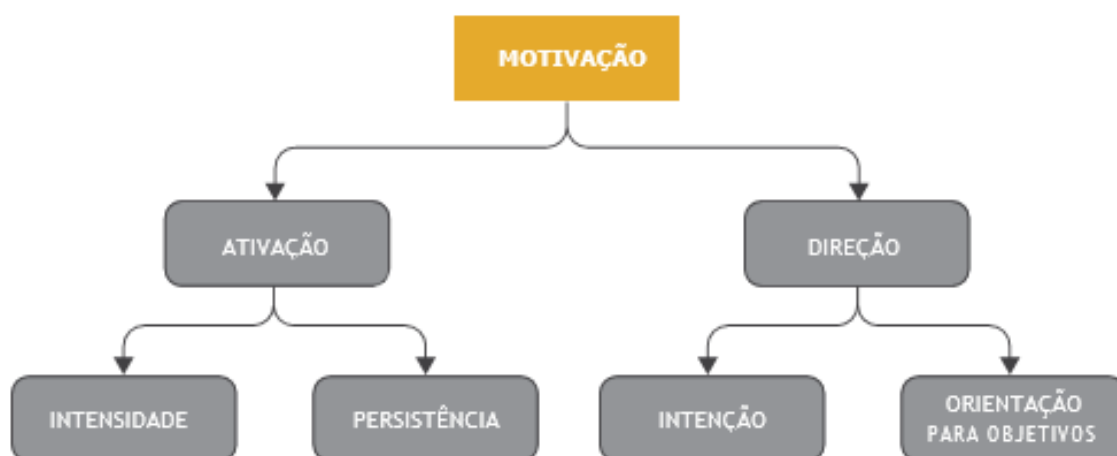 MOTIVAÇÃO
ATIVAÇÃO
DIREÇÃO
INTENSIDADE
PERSISTÊNCIA
INTENÇÃO
ORIENTAÇÃO
PARA OBJETIVOS